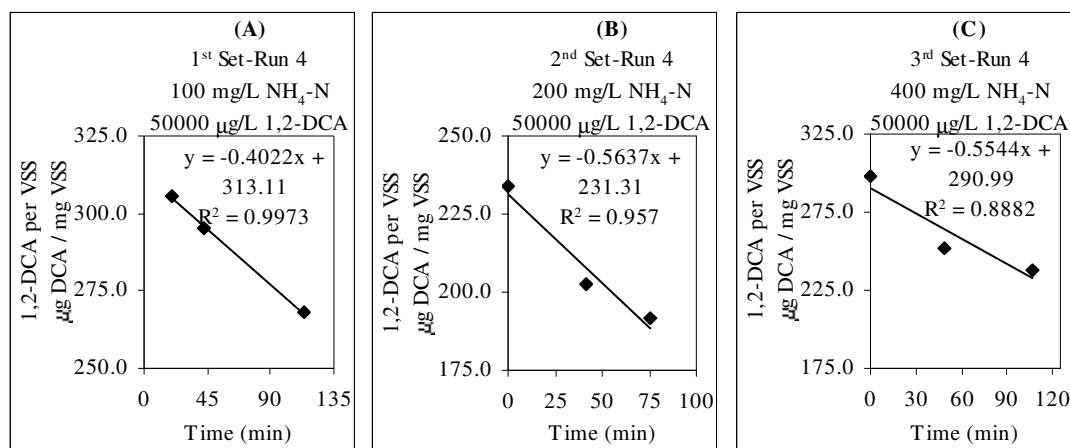 (A)
1st Set-Run 4
100 mg/L NH4-N
50000 µg/L 1,2-DCA
y = -0.4022x +
313.11
R2 = 0.9973
1,2-DCA per VSS
µg DCA / mg VSS
325.0
300.0
275.0
250.0
0 45 90 135
Time (min)
(B)
2nd Set-Run 4
200 mg/L NH4-N
50000 µg/L 1,2-DCA
y = -0.5637x +
231.31
R2 = 0.957
1,2-DCA per VSS
µg DCA / mg VSS
250.0
225.0
200.0
175.0
0 25 50 75 100
Time (min)
(C)
3rd Set-Run 4
400 mg/L NH4-N
50000 µg/L 1,2-DCA
y = -0.5544x +
290.99
R2 = 0.8882
1,2-DCA per VSS
µg DCA / mg VSS
325.0
275.0
225.0
175.0
0 30 60 90 120
Time (min)